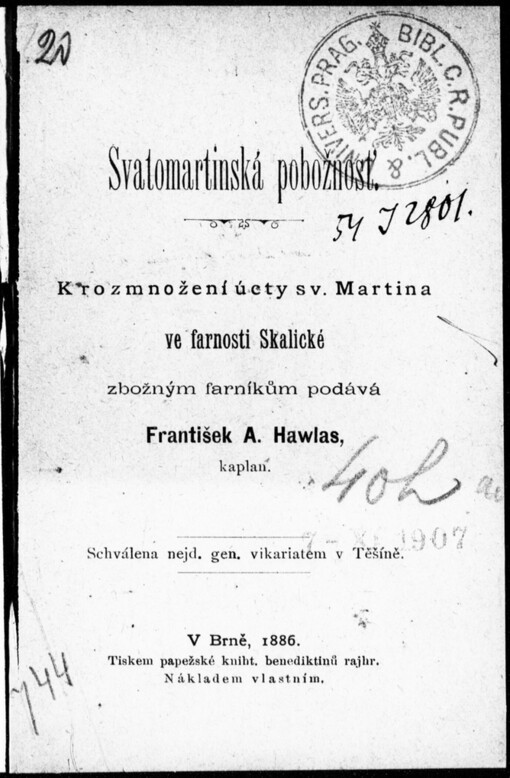 20
BIBL. C. R. PUBL. & UNIVERS. PRAG.
Svatomartinská pobožnosť.
54 J 2801.
K rozmnožení úcty sv. Martina
ve farnosti Skalické
zbožným farníkům podává
František A. Hawlas,
kaplan.
40h
7 - XI. 1907
Schválena nejd. gen. vikariatem v Těšíně.
V Brně, 1886.
Tiskem papežské kniht. benediktinů rajhr.
Nákladem vlastním.
744